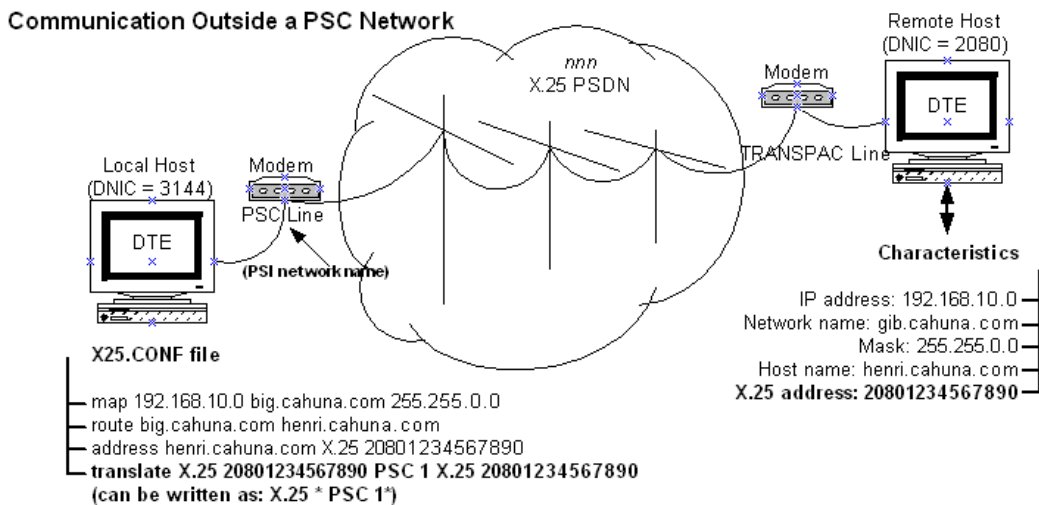 Communication Outside a PSC Network
Remote Host
(DNIC = 2080)
nnn
X.25 PSDN
Modem
DTE
TRANSPAC Line
Local Host
(DNIC = 3144)
Modem
PSC Line
DTE
(PSI network name)
Characteristics
IP address: 192.168.10.0
Network name: gib.cahuna.com
Mask: 255.255.0.0
Host name: henri.cahuna.com
X.25 address: 20801234567890
X25.CONF file
map 192.168.10.0 big.cahuna.com 255.255.0.0
route big.cahuna.com henri.cahuna.com
address henri.cahuna.com X.25 20801234567890
translate X.25 20801234567890 PSC 1 X.25 20801234567890
(can be written as: X.25 * PSC 1*)